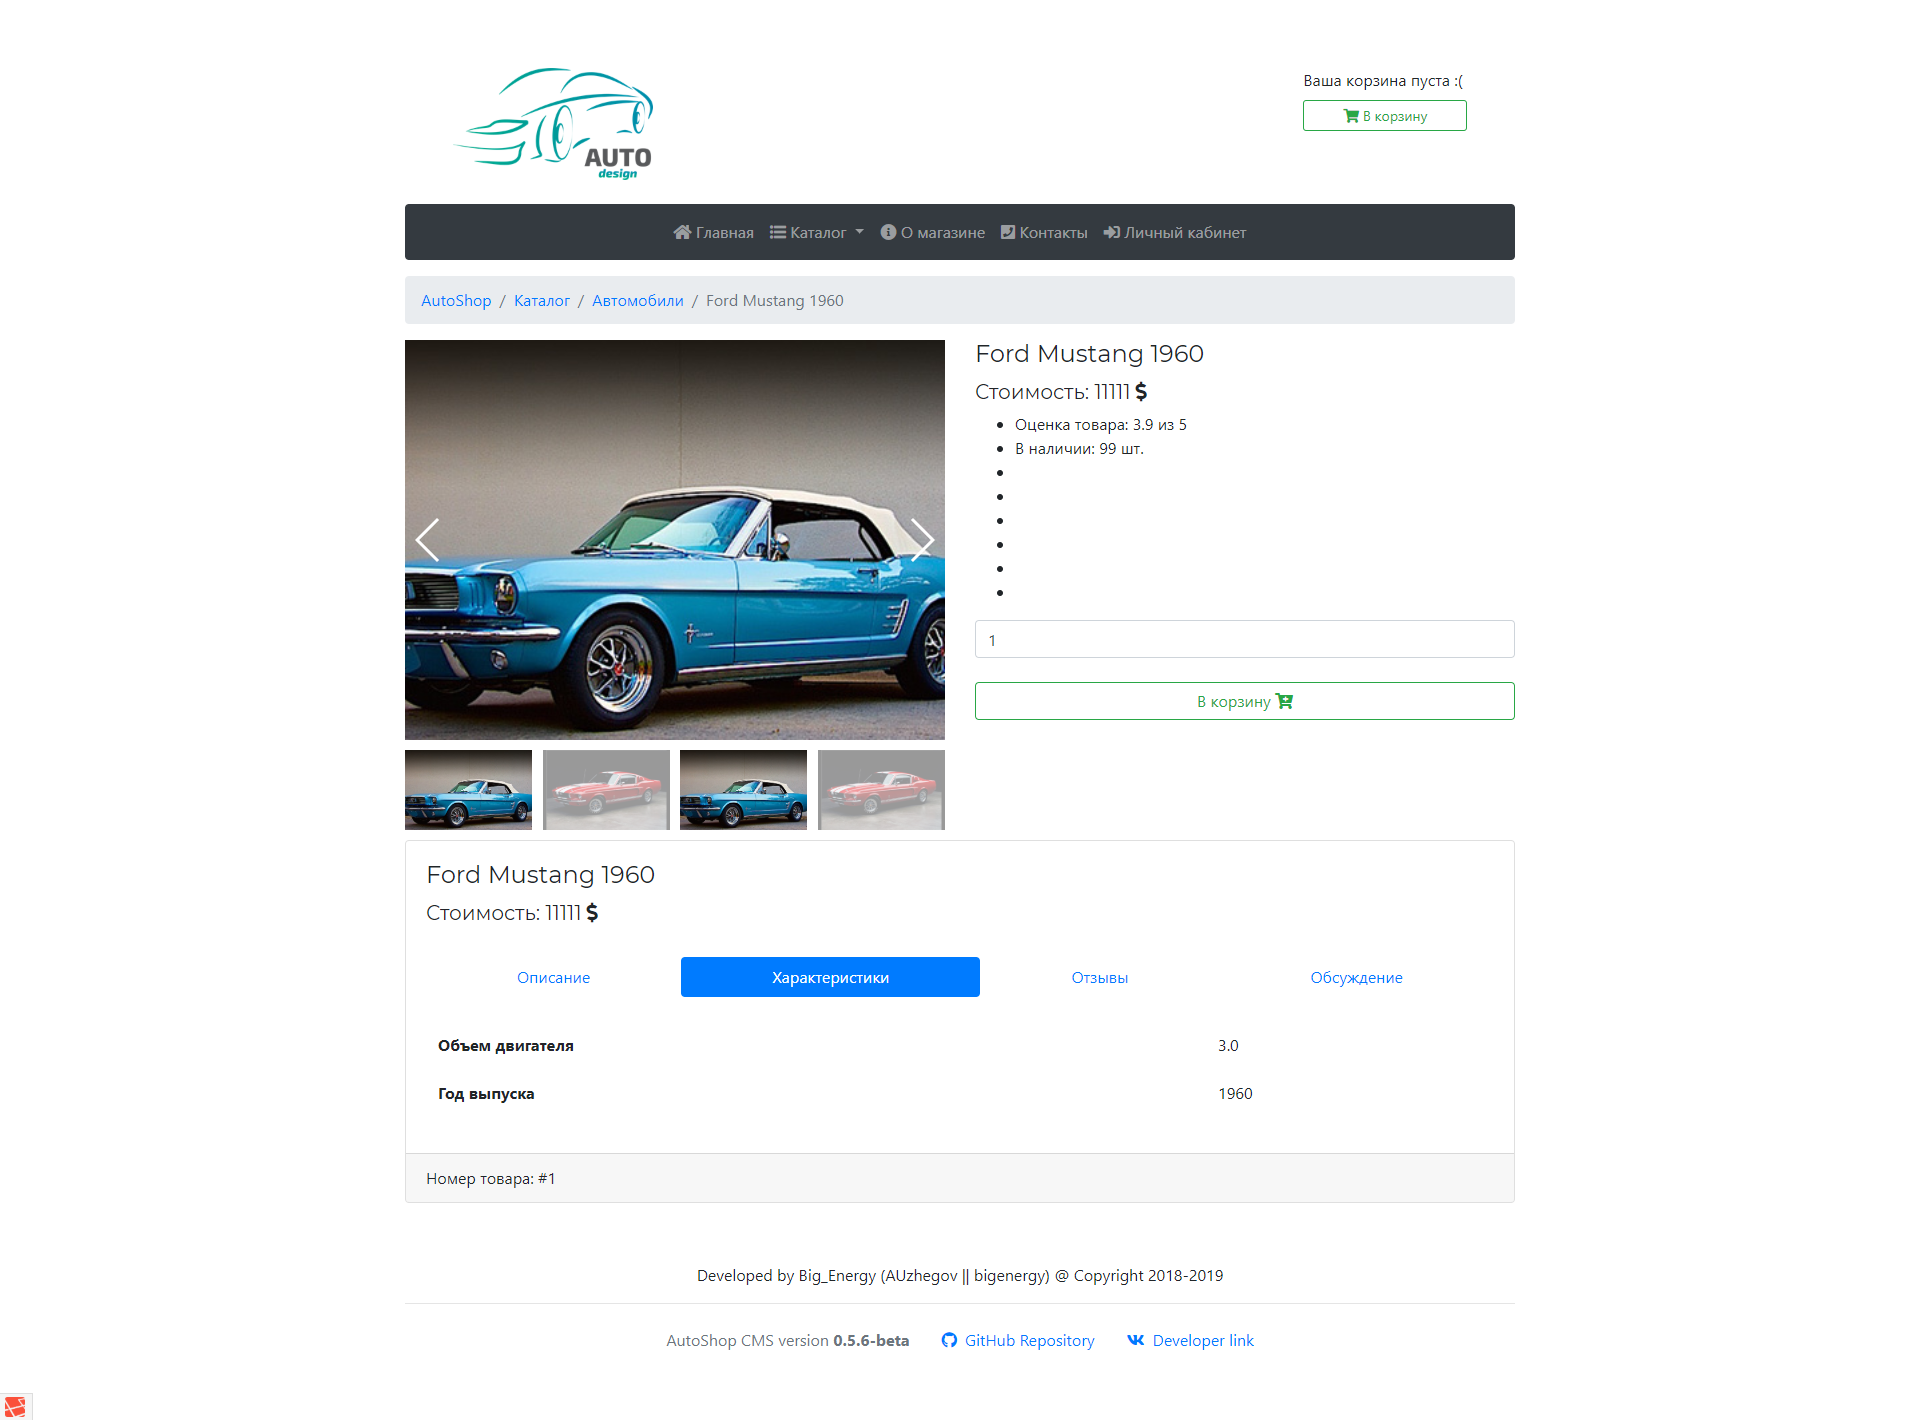 AUTO
design
Ваша корзина пуста :(
В корзину
Главная Каталог О магазине Контакты Личный кабинет
AutoShop / Каталог / Автомобили / Ford Mustang 1960
Ford Mustang 1960
Стоимость: 11111 $
Оценка товара: 3.9 из 5
В наличии: 99 шт.
1
В корзину
Ford Mustang 1960
Стоимость: 11111 $
Описание Характеристики Отзывы Обсуждение
Объем двигателя 3.0
Год выпуска 1960
Номер товара: #1
Developed by Big_Energy (AUzhegov || bigenergy) @ Copyright 2018-2019
AutoShop CMS version 0.5.6-beta GitHub Repository Developer link